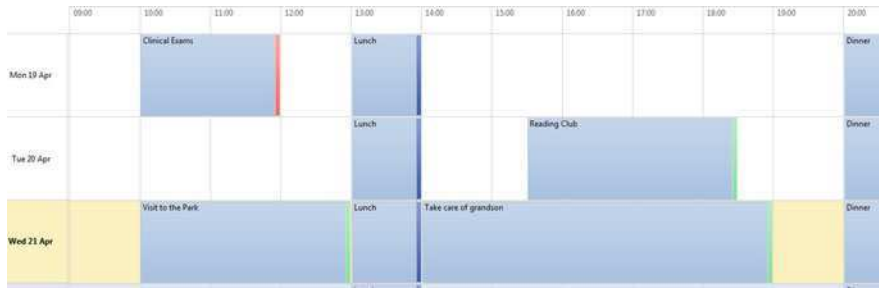 09:00 10:00 11:00 12:00 13:00 14:00 15:00 16:00 17:00 18:00 19:00 20:00
Mon 19 Apr Clinical Exams Lunch Dinner
Tue 20 Apr Lunch Reading Club Dinner
Wed 21 Apr Visit to the Park Lunch Take care of grandson Dinner